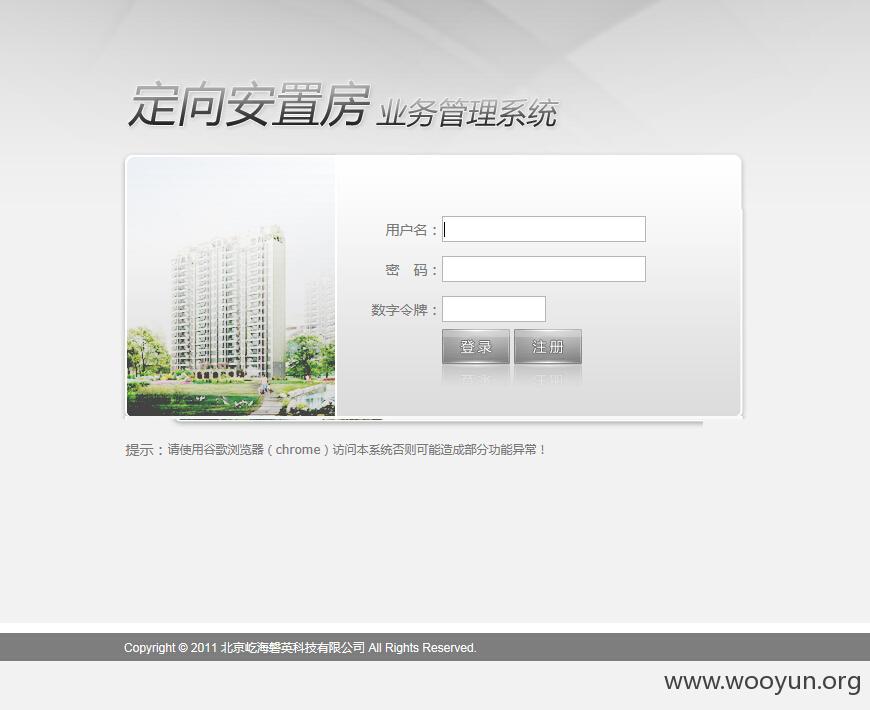 定向安置房 业务管理系统
用户名：
密 码：
数字令牌：
登录 注册
提示：请使用谷歌浏览器（chrome）访问本系统否则可能造成部分功能异常！
Copyright © 2011 北京屹海磐英科技有限公司 All Rights Reserved.
www.wooyun.org